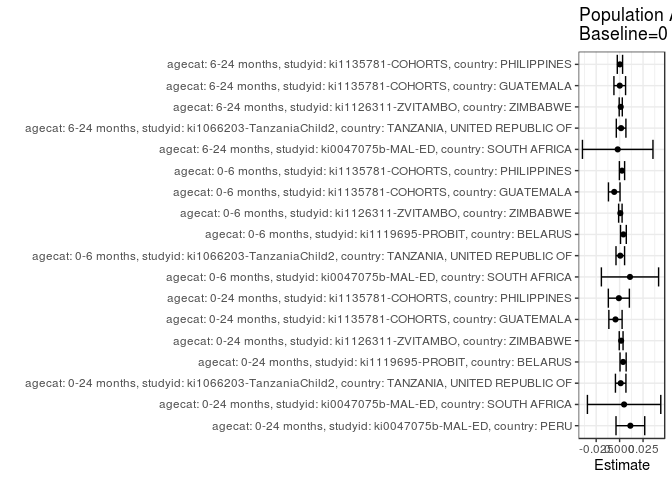 Population A
Baseline=0
agecat: 6-24 months, studyid: ki1135781-COHORTS, country: PHILIPPINES
agecat: 6-24 months, studyid: ki1135781-COHORTS, country: GUATEMALA
agecat: 6-24 months, studyid: ki1126311-ZVITAMBO, country: ZIMBABWE
agecat: 6-24 months, studyid: ki1066203-TanzaniaChild2, country: TANZANIA, UNITED REPUBLIC OF
agecat: 6-24 months, studyid: ki0047075b-MAL-ED, country: SOUTH AFRICA
agecat: 0-6 months, studyid: ki1135781-COHORTS, country: PHILIPPINES
agecat: 0-6 months, studyid: ki1135781-COHORTS, country: GUATEMALA
agecat: 0-6 months, studyid: ki1126311-ZVITAMBO, country: ZIMBABWE
agecat: 0-6 months, studyid: ki1119695-PROBIT, country: BELARUS
agecat: 0-6 months, studyid: ki1066203-TanzaniaChild2, country: TANZANIA, UNITED REPUBLIC OF
agecat: 0-6 months, studyid: ki0047075b-MAL-ED, country: SOUTH AFRICA
agecat: 0-24 months, studyid: ki1135781-COHORTS, country: PHILIPPINES
agecat: 0-24 months, studyid: ki1135781-COHORTS, country: GUATEMALA
agecat: 0-24 months, studyid: ki1126311-ZVITAMBO, country: ZIMBABWE
agecat: 0-24 months, studyid: ki1119695-PROBIT, country: BELARUS
agecat: 0-24 months, studyid: ki1066203-TanzaniaChild2, country: TANZANIA, UNITED REPUBLIC OF
agecat: 0-24 months, studyid: ki0047075b-MAL-ED, country: SOUTH AFRICA
agecat: 0-24 months, studyid: ki0047075b-MAL-ED, country: PERU
-0.025 0.000 0.025
Estimate